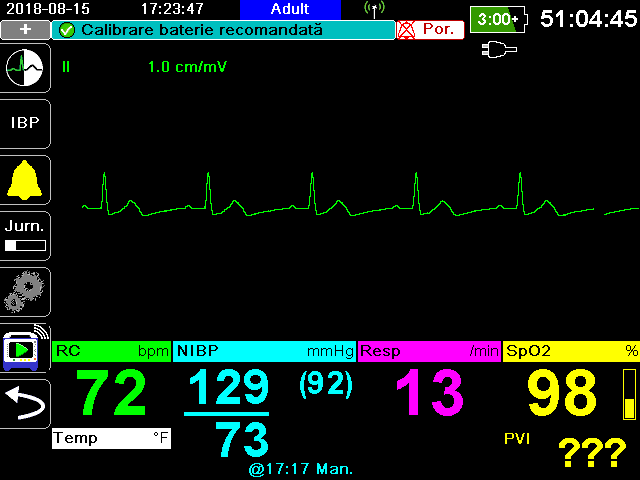 2018-08-15 17:23:47 Adult 3:00+ 51:04:45
+ Calibrare baterie recomandată Por.
II 1.0 cm/mV
IBP
Jurn.
RC bpm NIBP mmHg Resp /min SpO2 %
72 129 (92) 13 98
73
Temp °F
PVI ???
@17:17 Man.